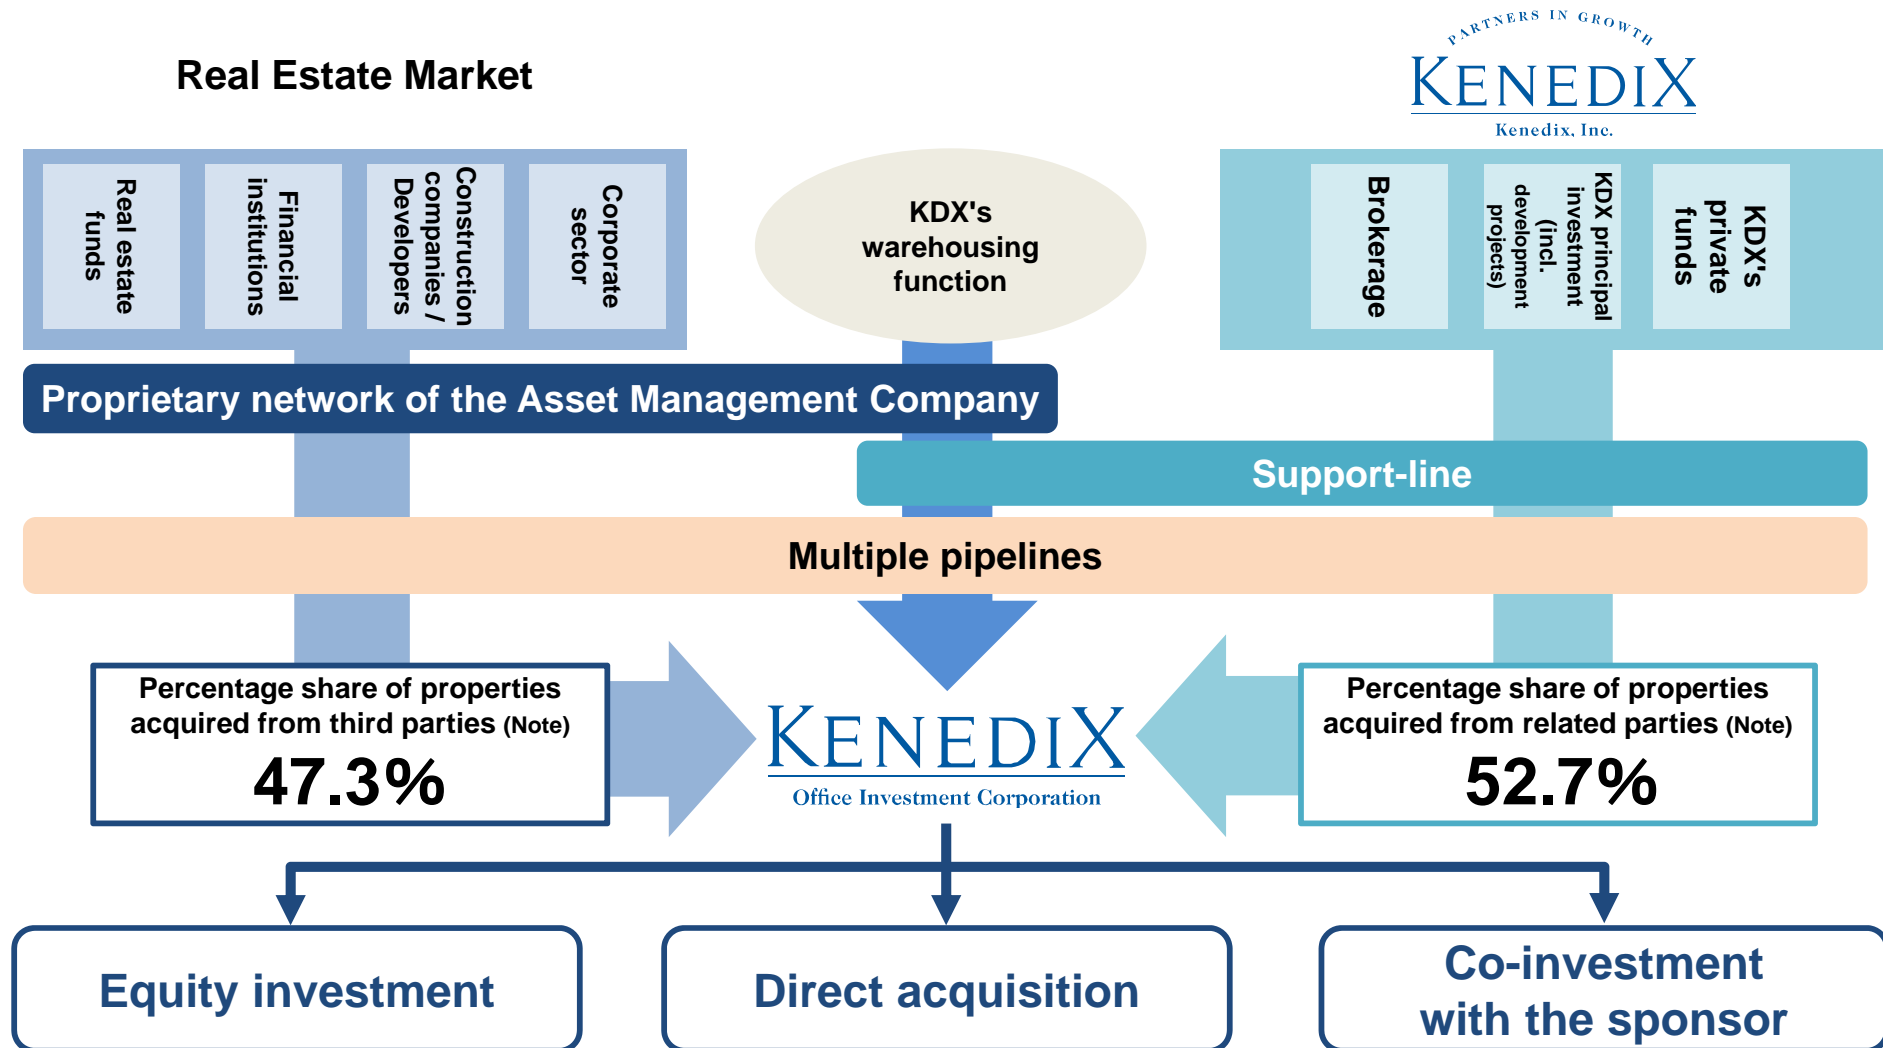 Real Estate Market
PARTNERS IN GROWTH
KENEDIX
Kenedix, Inc.
Real estate
funds
Financial
institutions
Construction
companies /
Developers
Corporate
sector
KDX's
warehousing
function
Brokerage
KDX principal
investment
(incl.
development
projects)
KDX's
private
funds
Proprietary network of the Asset Management Company
Support-line
Multiple pipelines
Percentage share of properties
acquired from third parties (Note)
47.3%
KENEDIX
Office Investment Corporation
Percentage share of properties
acquired from related parties (Note)
52.7%
Equity investment
Direct acquisition
Co-investment
with the sponsor